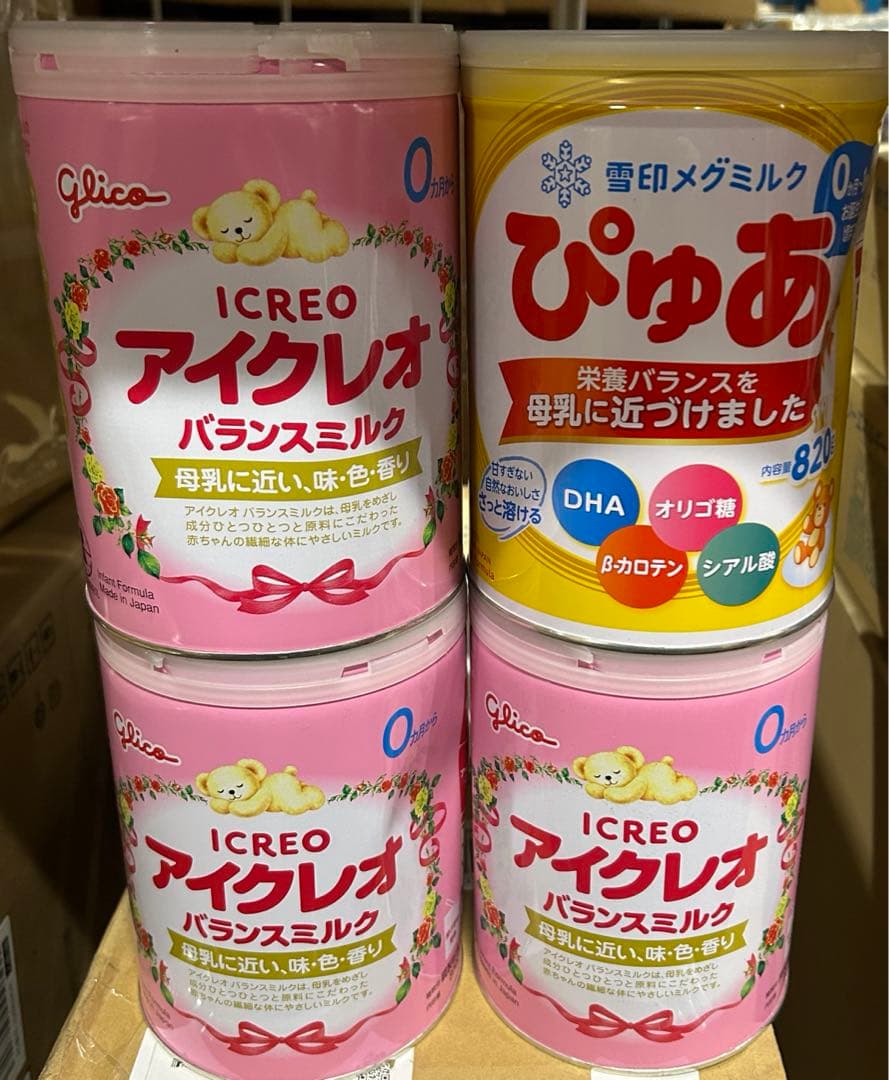 Glico
0ヵ月から
ICREO
アイクレオ
バランスミルク
母乳に近い、味・色・香り
アイクレオ バランスミルクは、母乳をめざし
成分ひとつひとつと原料にこだわった
赤ちゃんの繊細な体にやさしいミルクです。
Infant Formula
Made in Japan
雪印メグミルク
ぴゅあ
0
栄養バランスを
母乳に近づけました
内容量820g
甘すぎない
自然なおいしさ
さっと溶ける
DHA
オリゴ糖
β-カロテン
シアル酸
Glico
0ヵ月から
ICREO
アイクレオ
バランスミルク
母乳に近い、味・色・香り
アイクレオ バランスミルクは、母乳をめざし
成分ひとつひとつと原料にこだわった
赤ちゃんの繊細な体にやさしいミルクです。
Glico
0ヵ月から
ICREO
アイクレオ
バランスミルク
母乳に近い、味・色・香り
アイクレオ バランスミルクは、母乳をめざし
成分ひとつひとつと原料にこだわった
赤ちゃんの繊細な体にやさしいミルクです。